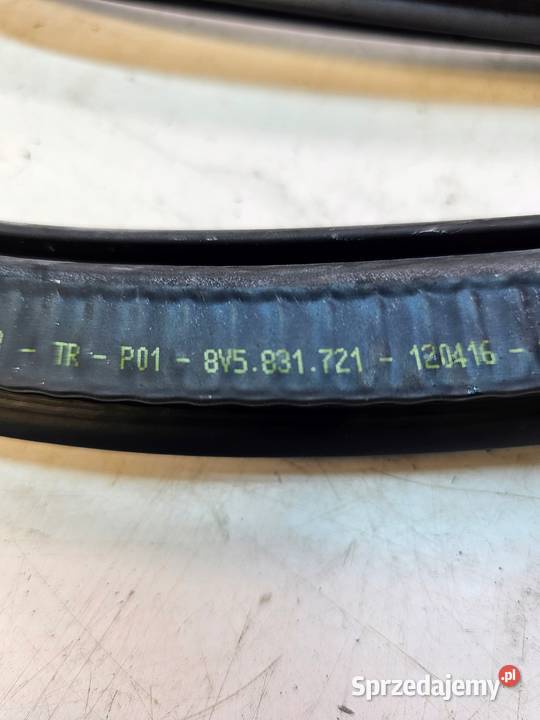 - TR - P01 - 8V5.831.721 - 120416 -
Sprzedajemy.pl